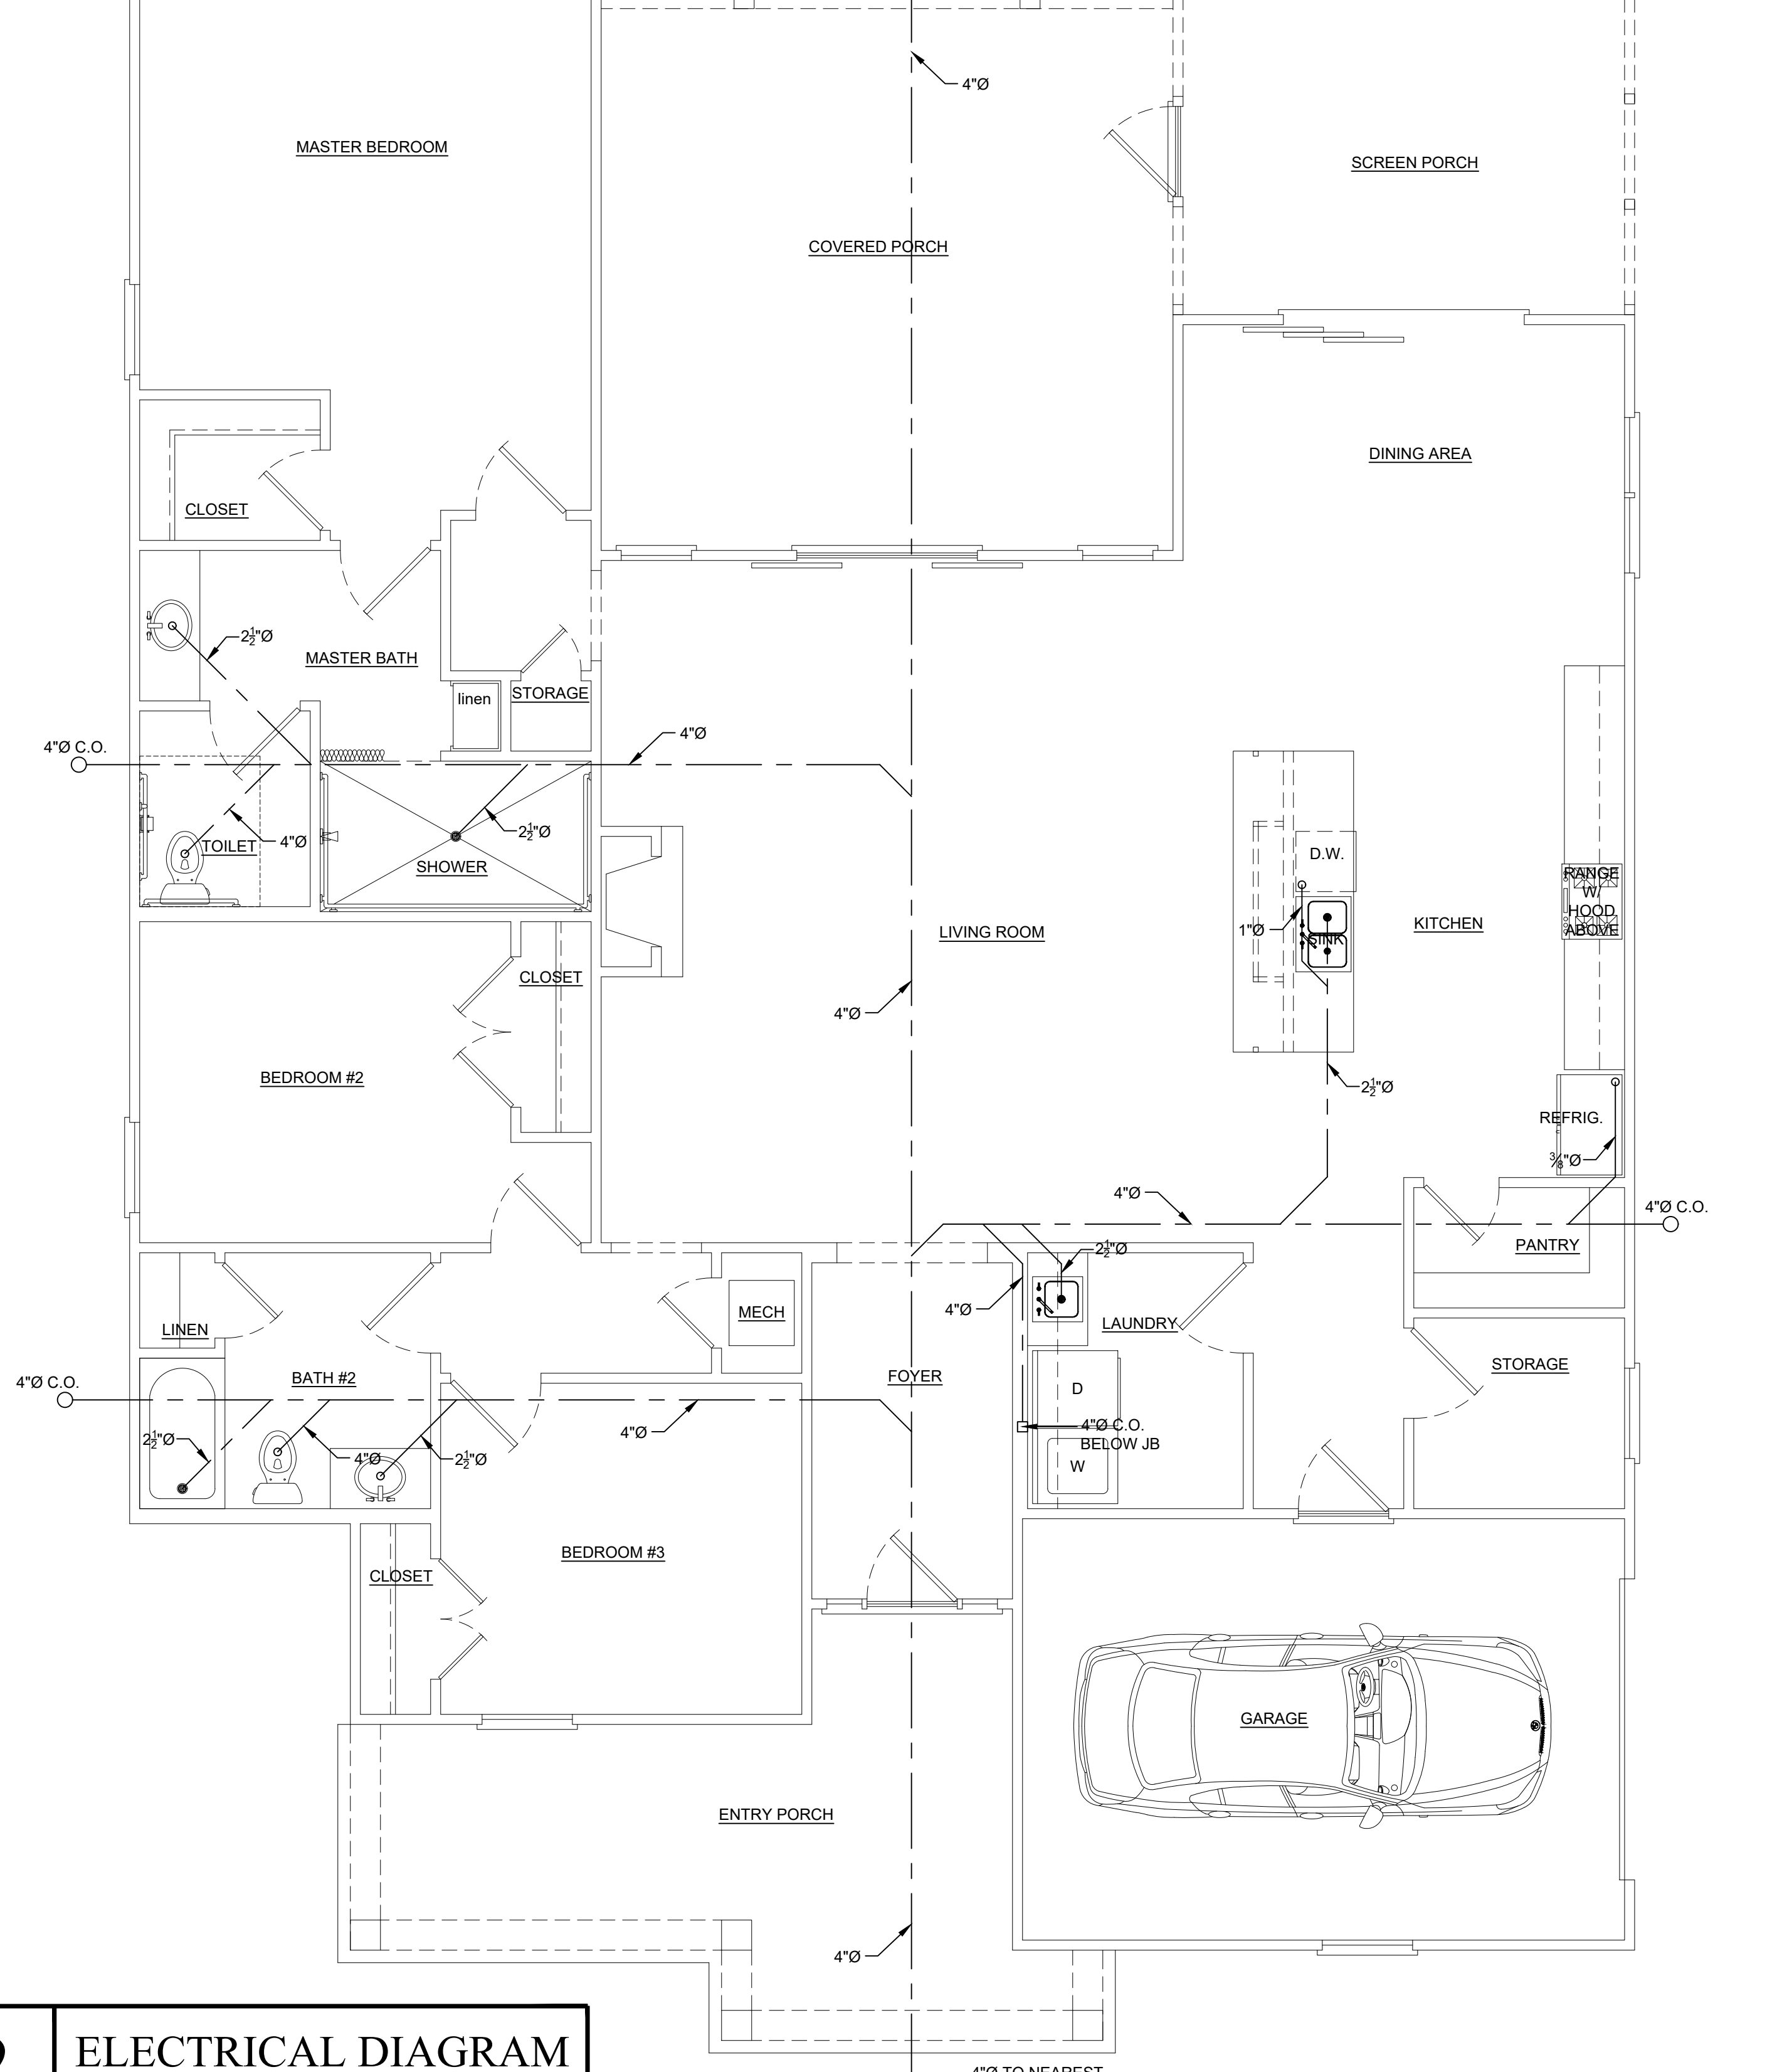 4"Ø
MASTER BEDROOM
SCREEN PORCH
COVERED PORCH
DINING AREA
CLOSET
2½"Ø
MASTER BATH
STORAGE
linen
4"Ø
4"Ø C.O.
2½"Ø
4"Ø
TOILET
SHOWER
D.W.
RANGE
W/
HOOD
ABOVE
1"Ø
SINK
KITCHEN
LIVING ROOM
CLOSET
4"Ø
BEDROOM #2
2½"Ø
REFRIG.
⅜"Ø
4"Ø
4"Ø C.O.
PANTRY
2½"Ø
4"Ø
MECH
LAUNDRY
LINEN
STORAGE
BATH #2
FOYER
4"Ø C.O.
D
4"Ø C.O.
BELOW JB
W
4"Ø
2½"Ø
4"Ø
2½"Ø
BEDROOM #3
CLOSET
GARAGE
ENTRY PORCH
4"Ø
ELECTRICAL DIAGRAM
4"Ø TO NEAREST